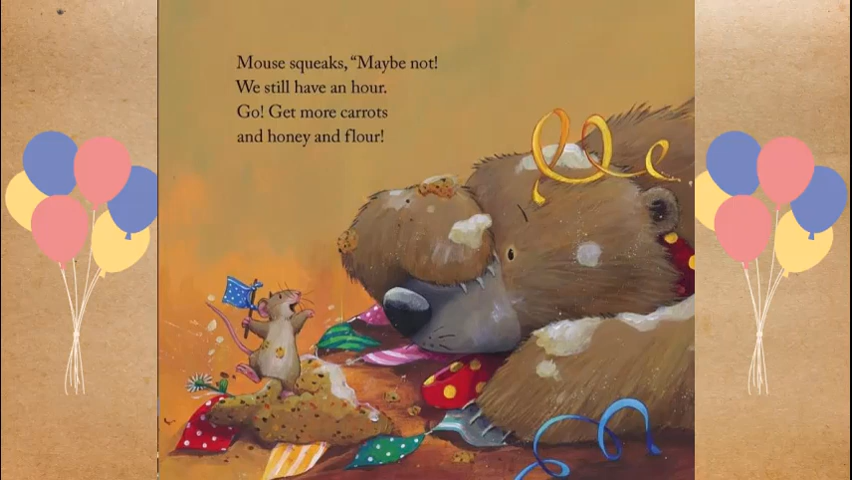 Mouse squeaks, “Maybe not!
We still have an hour.
Go! Get more carrots
and honey and flour!